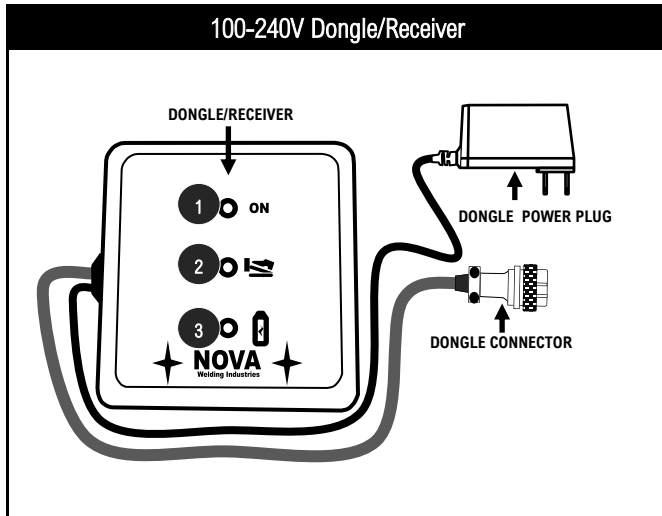 100-240V Dongle/Receiver
DONGLE/RECEIVER
1 ON
2
3
NOVA
Welding Industries
DONGLE POWER PLUG
DONGLE CONNECTOR